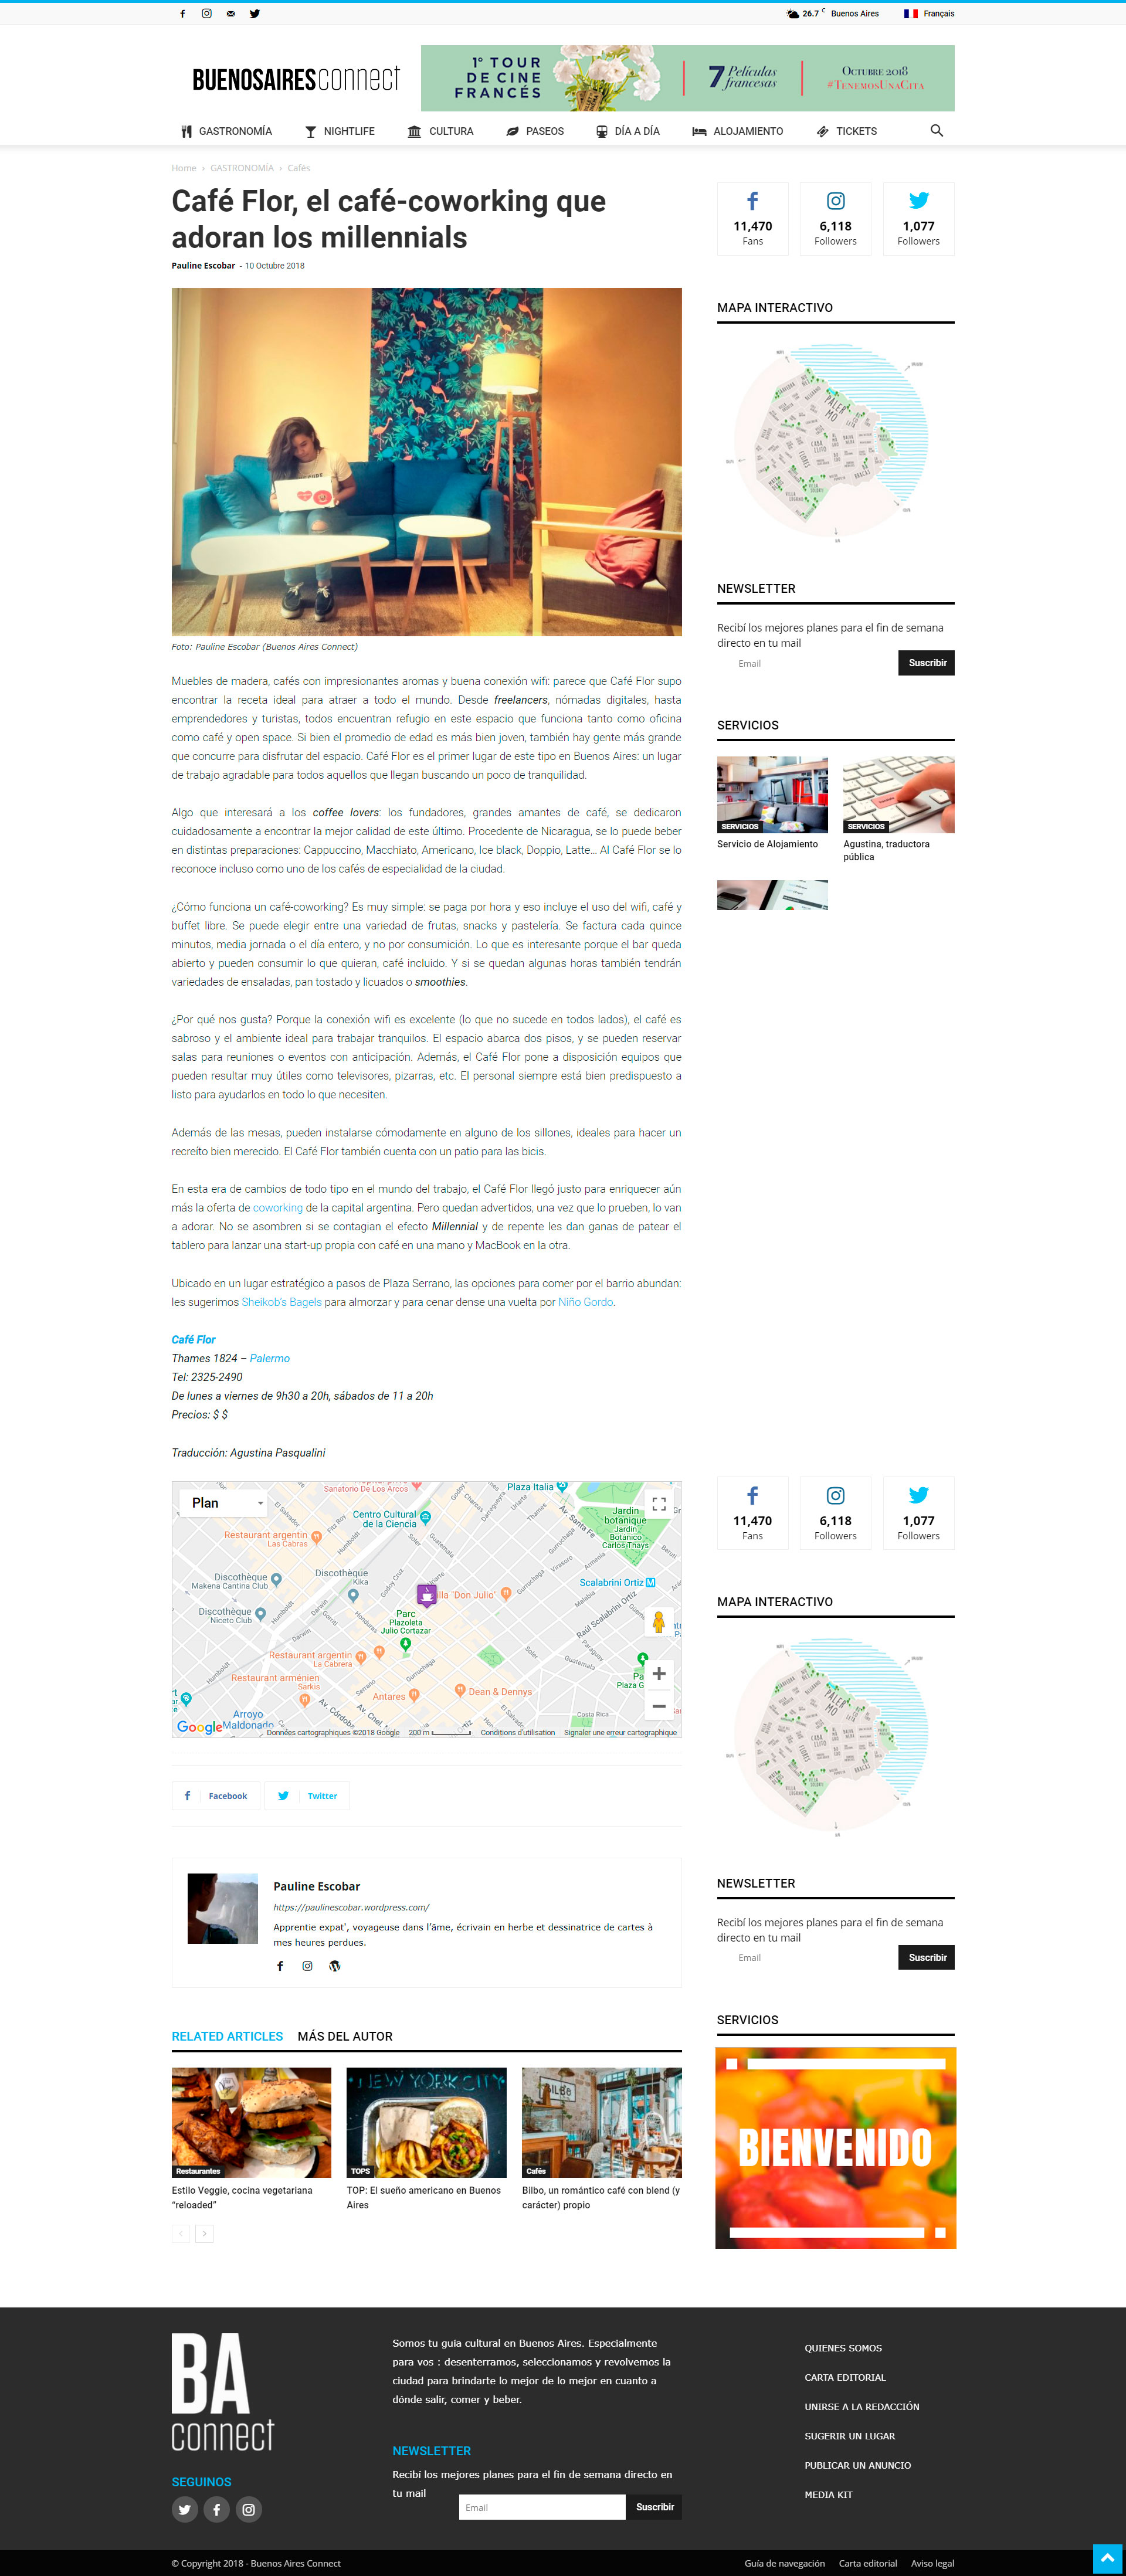 26.7 C Buenos Aires
Français
BUENOSAIRESconnect
1º TOUR
DE CINE
FRANCÉS
7 Películas
francesas
OCTUBRE 2018
#TENEMOSUNACITA
GASTRONOMÍA
NIGHTLIFE
CULTURA
PASEOS
DÍA A DÍA
ALOJAMIENTO
TICKETS
Home › GASTRONOMÍA › Cafés
Café Flor, el café-coworking que
adoran los millennials
Pauline Escobar - 10 Octubre 2018
Foto: Pauline Escobar (Buenos Aires Connect)
Muebles de madera, cafés con impresionantes aromas y buena conexión wifi: parece que Café Flor supo
encontrar la receta ideal para atraer a todo el mundo. Desde freelancers, nómadas digitales, hasta
emprendedores y turistas, todos encuentran refugio en este espacio que funciona tanto como oficina
como café y open space. Si bien el promedio de edad es más bien joven, también hay gente más grande
que concurre para disfrutar del espacio. Café Flor es el primer lugar de este tipo en Buenos Aires: un lugar
de trabajo agradable para todos aquellos que llegan buscando un poco de tranquilidad.
Algo que interesará a los coffee lovers: los fundadores, grandes amantes de café, se dedicaron
cuidadosamente a encontrar la mejor calidad de este último. Procedente de Nicaragua, se lo puede beber
en distintas preparaciones: Cappuccino, Macchiato, Americano, Ice black, Doppio, Latte... Al Café Flor se lo
reconoce incluso como uno de los cafés de especialidad de la ciudad.
¿Cómo funciona un café-coworking? Es muy simple: se paga por hora y eso incluye el uso del wifi, café y
buffet libre. Se puede elegir entre una variedad de frutas, snacks y pastelería. Se factura cada quince
minutos, media jornada o el día entero, y no por consumición. Lo que es interesante porque el bar queda
abierto y pueden consumir lo que quieran, café incluido. Y si se quedan algunas horas también tendrán
variedades de ensaladas, pan tostado y licuados o smoothies.
¿Por qué nos gusta? Porque la conexión wifi es excelente (lo que no sucede en todos lados), el café es
sabroso y el ambiente ideal para trabajar tranquilos. El espacio abarca dos pisos, y se pueden reservar
salas para reuniones o eventos con anticipación. Además, el Café Flor pone a disposición equipos que
pueden resultar muy útiles como televisores, pizarras, etc. El personal siempre está bien predispuesto a
listo para ayudarlos en todo lo que necesiten.
Además de las mesas, pueden instalarse cómodamente en alguno de los sillones, ideales para hacer un
recreíto bien merecido. El Café Flor también cuenta con un patio para las bicis.
En esta era de cambios de todo tipo en el mundo del trabajo, el Café Flor llegó justo para enriquecer aún
más la oferta de coworking de la capital argentina. Pero quedan advertidos, una vez que lo prueben, lo van
a adorar. No se asombren si se contagian el efecto Millennial y de repente les dan ganas de patear el
tablero para lanzar una start-up propia con café en una mano y MacBook en la otra.
Ubicado en un lugar estratégico a pasos de Plaza Serrano, las opciones para comer por el barrio abundan:
les sugerimos Sheikob's Bagels para almorzar y para cenar dense una vuelta por Niño Gordo.
Café Flor
Thames 1824 – Palermo
Tel: 2325-2490
De lunes a viernes de 9h30 a 20h, sábados de 11 a 20h
Precios: $ $
Traducción: Agustina Pasqualini
Plan
Sanatorio De Los Arcos
Plaza Italia
Centro Cultural
de la Ciencia
Jardín
botanique
Jardín
Botánico
Carlos Thays
Restaurant argentin
Las Cabras
Scalabrini Ortiz
Discothèque
Makena Cantina Club
Discothèque
Kika
"Don Julio"
Discothèque
Niceto Club
Parc
Plazoleta
Julio Cortazar
Restaurant argentin
La Cabrera
Restaurant arménien
Sarkis
Antares
Dean & Dennys
Costa Rica
Arroyo
Maldonado
Google
Données cartographiques ©2018 Google
200 m
Conditions d'utilisation
Signaler une erreur cartographique
Facebook
Twitter
Pauline Escobar
https://paulinescobar.wordpress.com/
Apprentie expat', voyageuse dans l'âme, écrivain en herbe et dessinatrice de cartes à
mes heures perdues.
RELATED ARTICLES
MÁS DEL AUTOR
NEW YORK CITY
BILBO
Restaurantes
TOPS
Cafés
Estilo Veggie, cocina vegetariana
"reloaded"
TOP: El sueño americano en Buenos
Aires
Bilbo, un romántico café con blend (y
carácter) propio
11,470
Fans
6,118
Followers
1,077
Followers
MAPA INTERACTIVO
PALERMO
NEWSLETTER
Recibí los mejores planes para el fin de semana
directo en tu mail
Email
Suscribir
SERVICIOS
SERVICIOS
SERVICIOS
Servicio de Alojamiento
Agustina, traductora
pública
11,470
Fans
6,118
Followers
1,077
Followers
MAPA INTERACTIVO
PALERMO
NEWSLETTER
Recibí los mejores planes para el fin de semana
directo en tu mail
Email
Suscribir
SERVICIOS
BIENVENIDO
BA
connect
SEGUINOS
Somos tu guía cultural en Buenos Aires. Especialmente
para vos : desenterramos, seleccionamos y revolvemos la
ciudad para brindarte lo mejor de lo mejor en cuanto a
dónde salir, comer y beber.
NEWSLETTER
Recibí los mejores planes para el fin de semana directo en
tu mail
Email
Suscribir
QUIENES SOMOS
CARTA EDITORIAL
UNIRSE A LA REDACCIÓN
SUGERIR UN LUGAR
PUBLICAR UN ANUNCIO
MEDIA KIT
© Copyright 2018 - Buenos Aires Connect
Guía de navegación
Carta editorial
Aviso legal